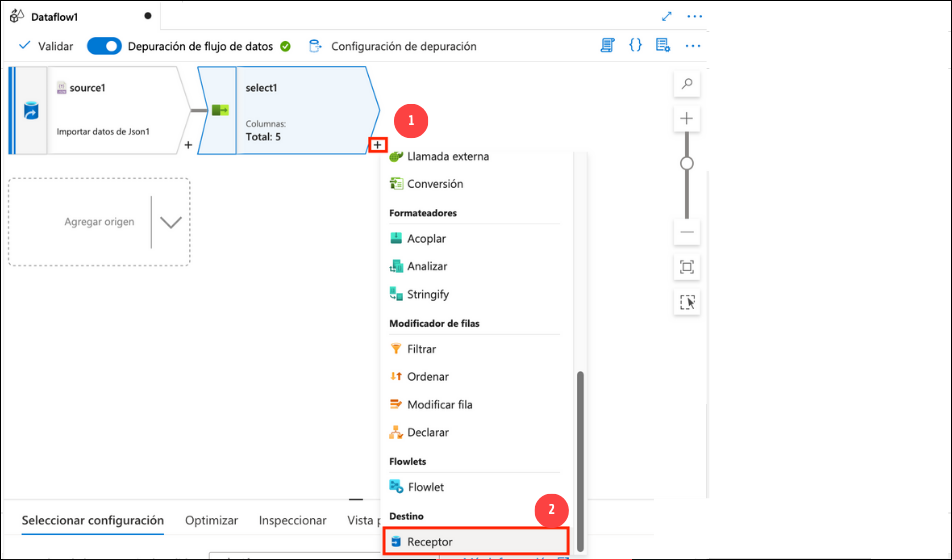 Dataflow1
Validar
Depuración de flujo de datos
Configuración de depuración
source1
Importar datos de Json1
+
select1
Columnas:
Total: 5
1
+
Agregar origen
Llamada externa
Conversión
Formateadores
Acoplar
Analizar
Stringify
Modificador de filas
Filtrar
Ordenar
Modificar fila
Declarar
Flowlets
Flowlet
Destino
2
Receptor
Seleccionar configuración
Optimizar
Inspeccionar
Vista